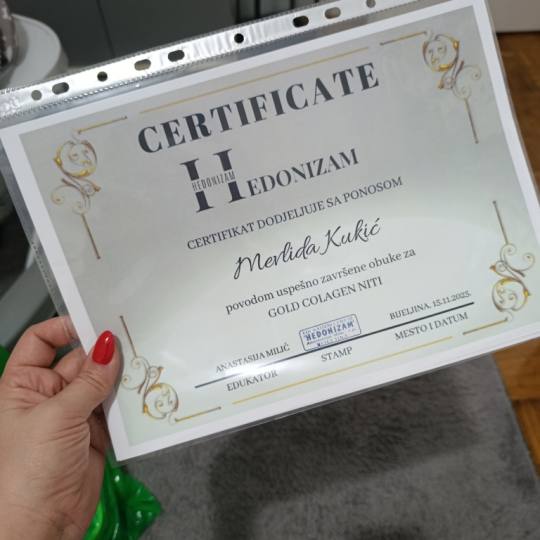 CERTIFICATE
H
HEDONIZAM
EDONIZAM
CERTIFIKAT DODJELJUJE SA PONOSOM
Merlida Kukić
povodom uspešno završene obuke za
GOLD COLAGEN NITI
ANASTASIJA MILIĆ
HEDONIZAM
BIJELJINA, 15.11.2023.
EDUKATOR
STAMP
MESTO I DATUM